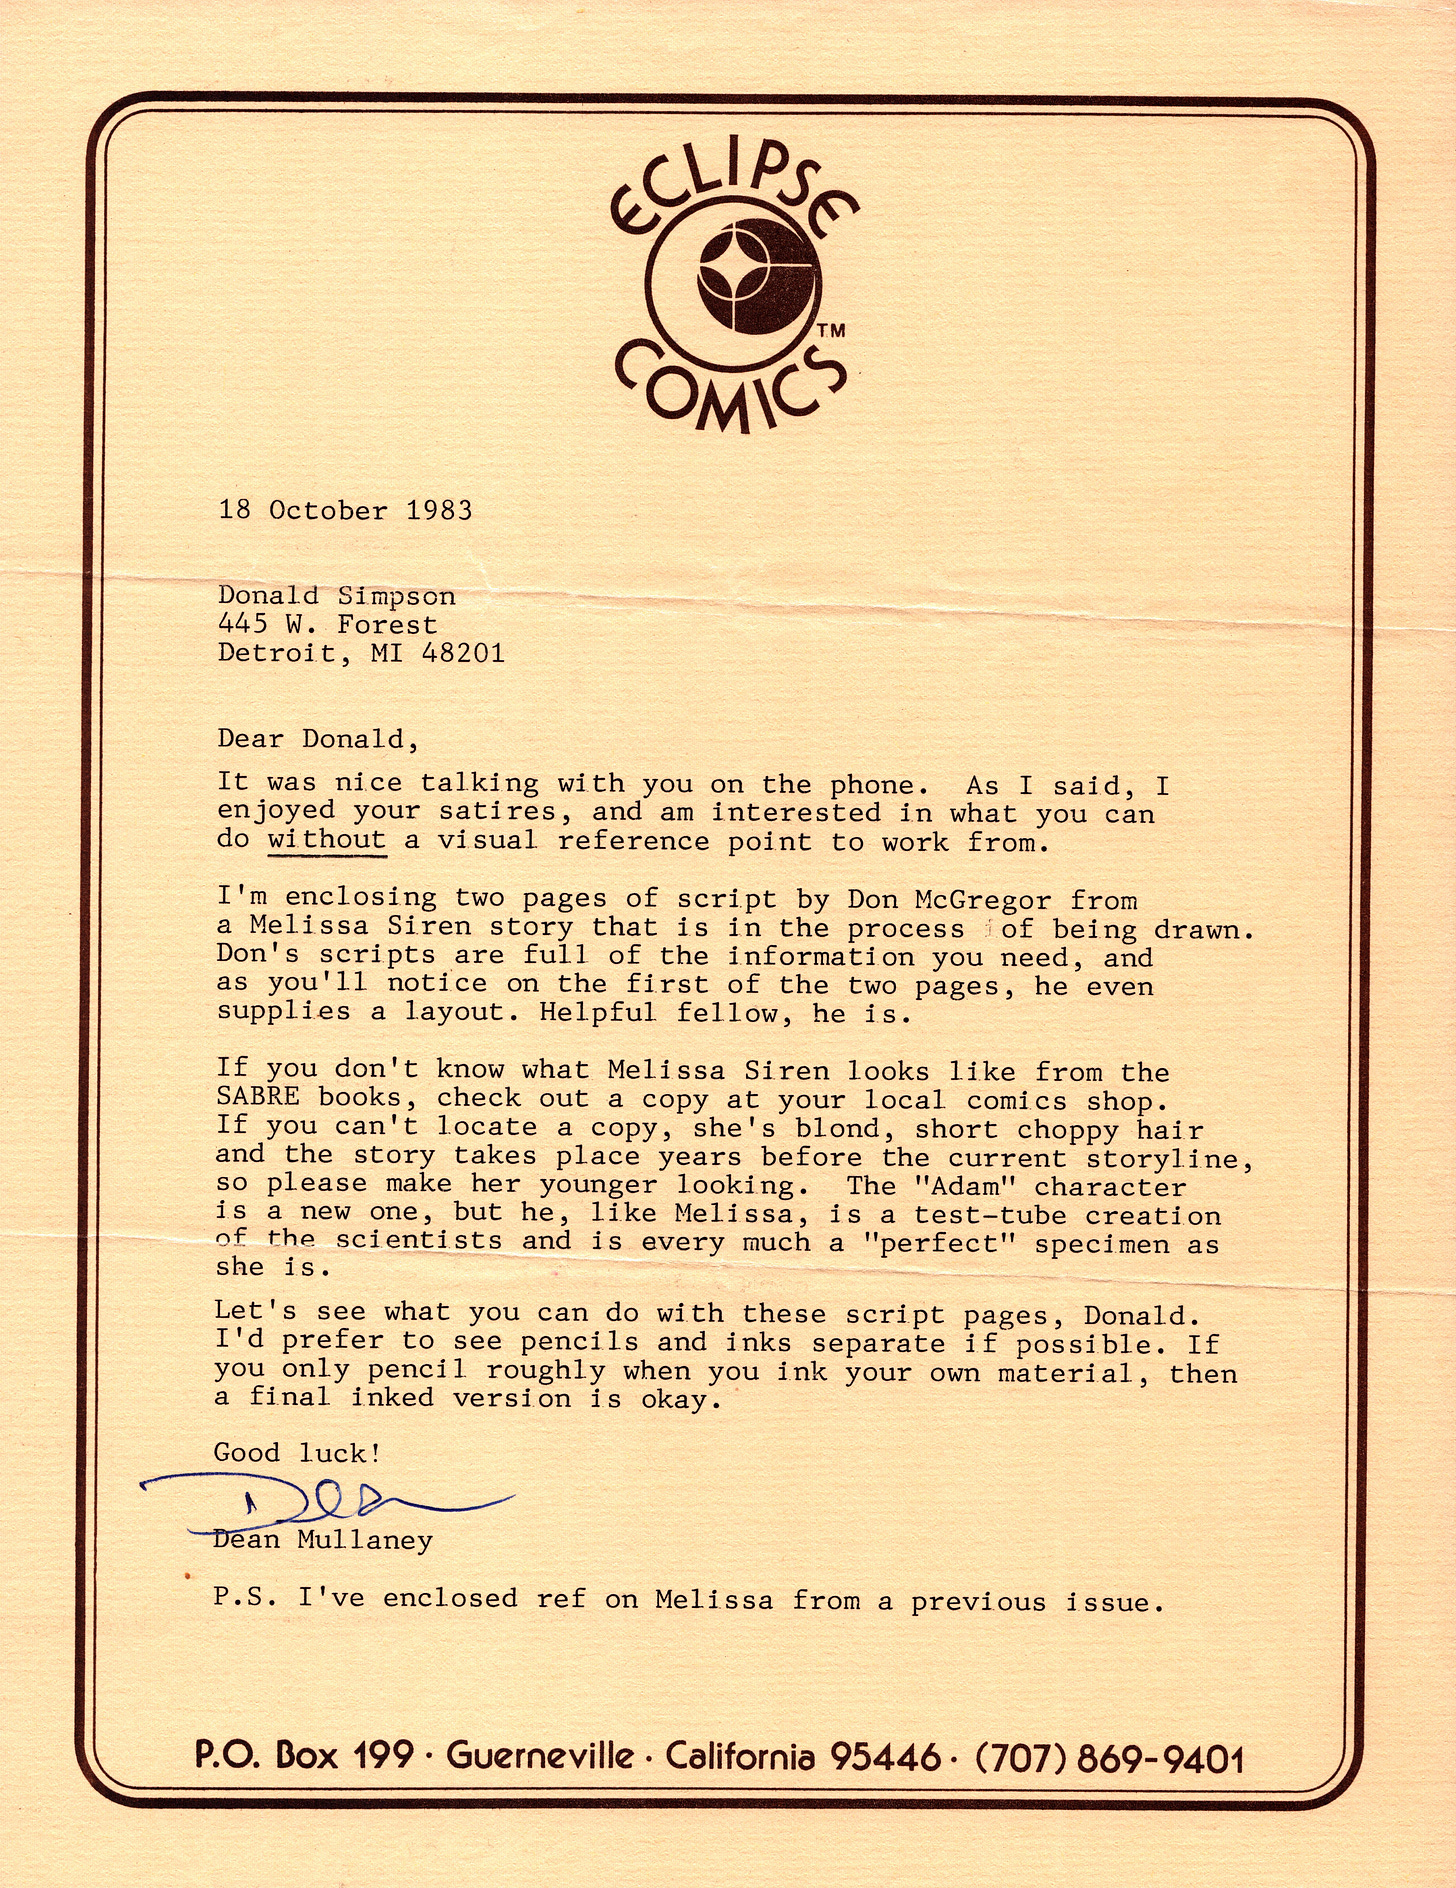 ECLIPSE
TM
COMICS
18 October 1983
Donald Simpson
445 W. Forest
Detroit, MI 48201
Dear Donald,
It was nice talking with you on the phone.  As I said, I
enjoyed your satires, and am interested in what you can
do without a visual reference point to work from.
I'm enclosing two pages of script by Don McGregor from
a Melissa Siren story that is in the process of being drawn.
Don's scripts are full of the information you need, and
as you'll notice on the first of the two pages, he even
supplies a layout. Helpful fellow, he is.
If you don't know what Melissa Siren looks like from the
SABRE books, check out a copy at your local comics shop.
If you can't locate a copy, she's blond, short choppy hair
and the story takes place years before the current storyline,
so please make her younger looking.  The "Adam" character
is a new one, but he, like Melissa, is a test-tube creation
of the scientists and is every much a "perfect" specimen as
she is.
Let's see what you can do with these script pages, Donald.
I'd prefer to see pencils and inks separate if possible. If
you only pencil roughly when you ink your own material, then
a final inked version is okay.
Good luck!
Dean
Dean Mullaney
P.S. I've enclosed ref on Melissa from a previous issue.
P.O. Box 199 · Guerneville · California 95446 · (707) 869-9401